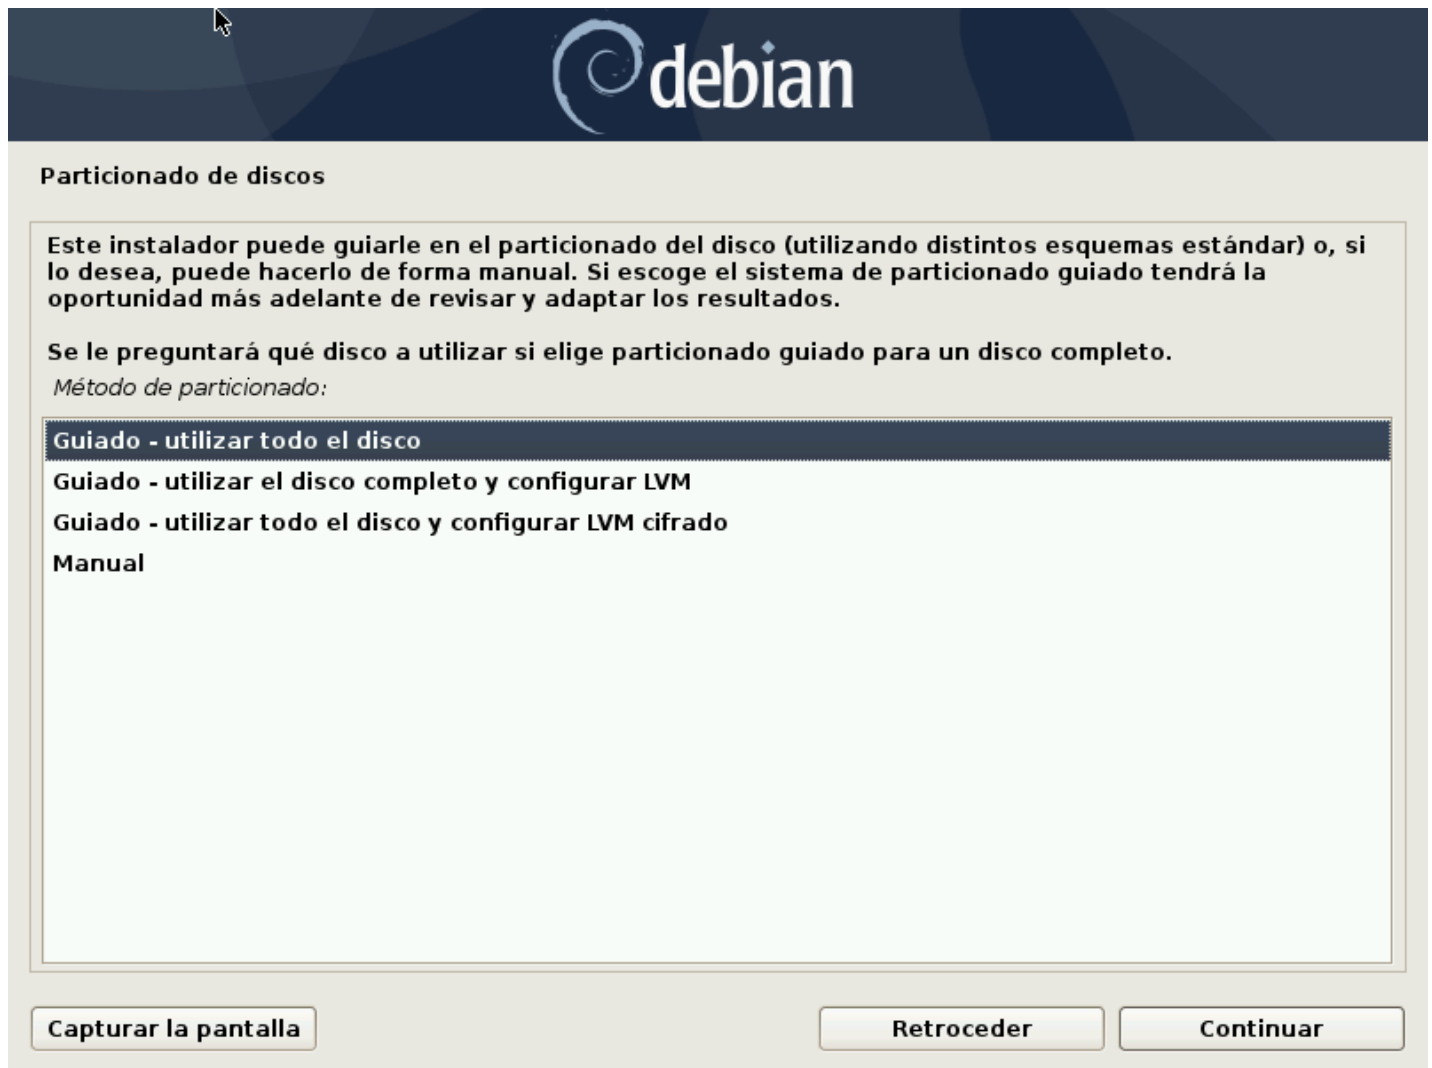 debian
Particionado de discos
Este instalador puede guiarle en el particionado del disco (utilizando distintos esquemas estándar) o, si
lo desea, puede hacerlo de forma manual. Si escoge el sistema de particionado guiado tendrá la
oportunidad más adelante de revisar y adaptar los resultados.
Se le preguntará qué disco a utilizar si elige particionado guiado para un disco completo.
Método de particionado:
Guiado - utilizar todo el disco
Guiado - utilizar el disco completo y configurar LVM
Guiado - utilizar todo el disco y configurar LVM cifrado
Manual
Capturar la pantalla
Retroceder
Continuar